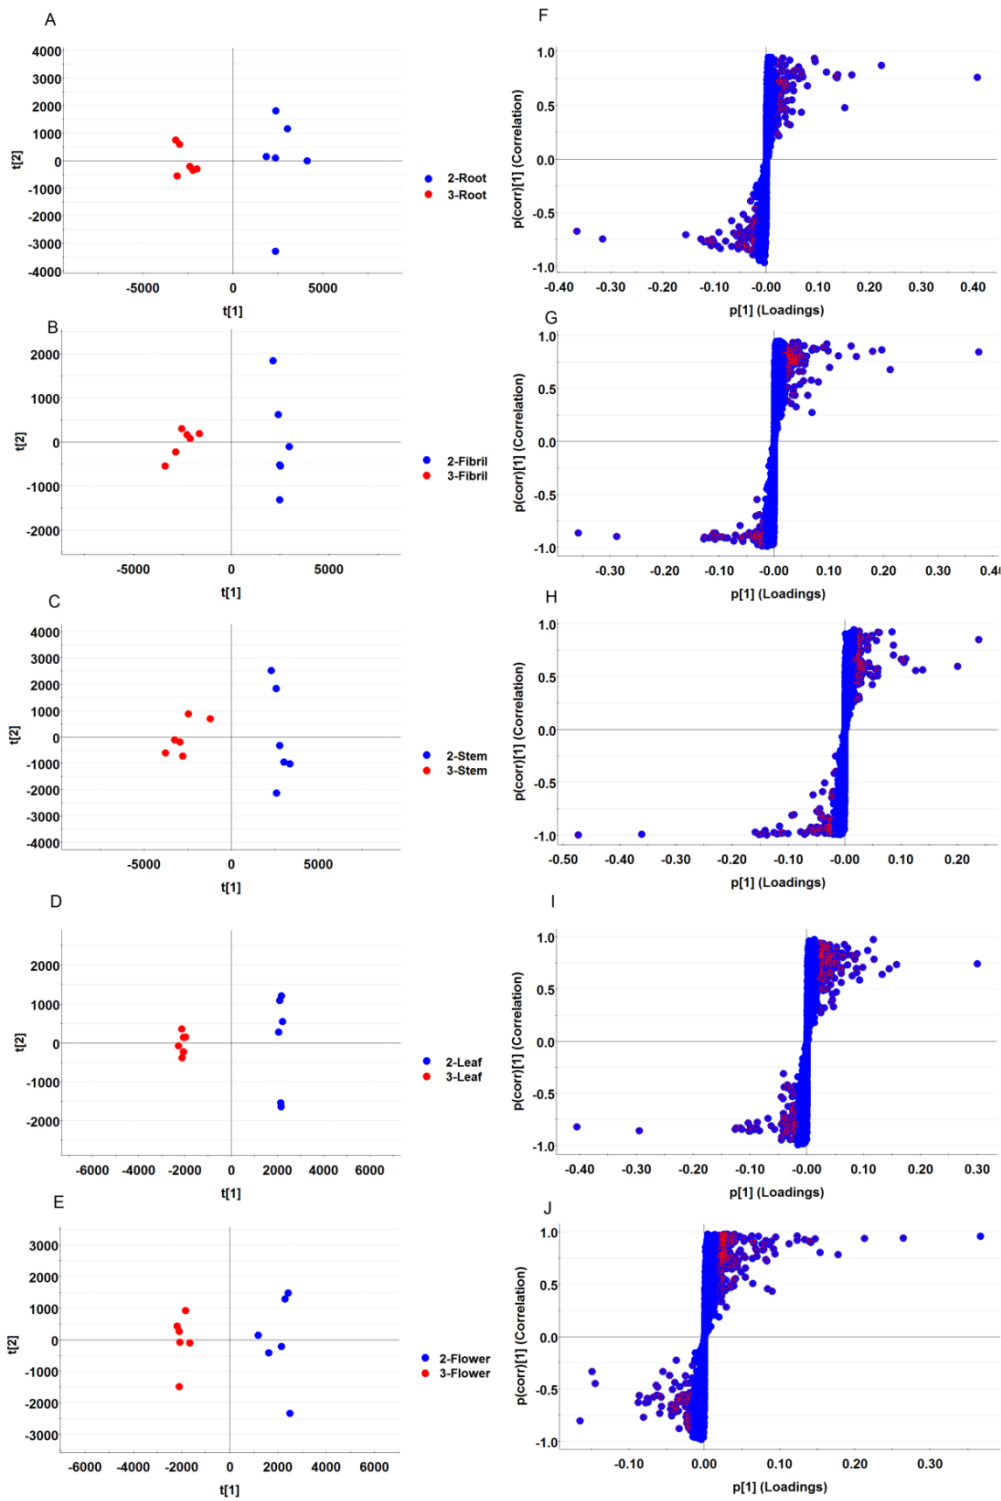 A
4000
3000
2000
1000
0
-1000
-2000
-3000
-4000
t[2]
-5000 0 5000
t[1]
2-Root
3-Root
F
1.0
0.5
0.0
-0.5
-1.0
p(corr)[1] (Correlation)
-0.40 -0.30 -0.20 -0.10 -0.00 0.10 0.20 0.30 0.40
p[1] (Loadings)
B
2000
1000
0
-1000
-2000
t[2]
-5000 0 5000
t[1]
2-Fibril
3-Fibril
G
1.0
0.5
0.0
-0.5
-1.0
p(corr)[1] (Correlation)
-0.30 -0.20 -0.10 -0.00 0.10 0.20 0.30 0.40
p[1] (Loadings)
C
4000
3000
2000
1000
0
-1000
-2000
-3000
-4000
t[2]
-5000 0 5000
t[1]
2-Stem
3-Stem
H
1.0
0.5
0.0
-0.5
-1.0
p(corr)[1] (Correlation)
-0.50 -0.40 -0.30 -0.20 -0.10 -0.00 0.10 0.20
p[1] (Loadings)
D
2000
1000
0
-1000
-2000
t[2]
-6000 -4000 -2000 0 2000 4000 6000
t[1]
2-Leaf
3-Leaf
I
1.0
0.5
0.0
-0.5
-1.0
p(corr)[1] (Correlation)
-0.40 -0.30 -0.20 -0.10 -0.00 0.10 0.20 0.30
p[1] (Loadings)
E
3000
2000
1000
0
-1000
-2000
-3000
t[2]
-6000 -4000 -2000 0 2000 4000 6000
t[1]
2-Flower
3-Flower
J
1.0
0.5
0.0
-0.5
-1.0
p(corr)[1] (Correlation)
-0.10 0.00 0.10 0.20 0.30
p[1] (Loadings)